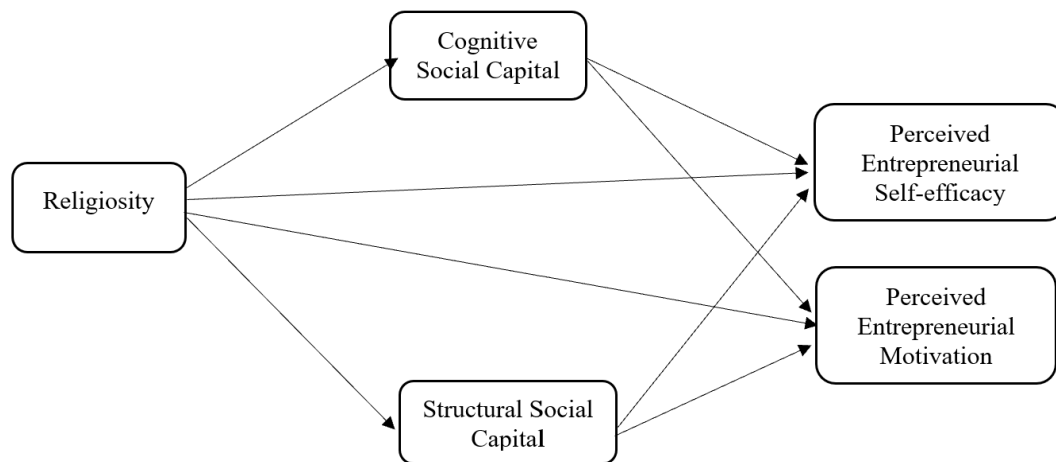 Cognitive
Social Capital
Religiosity
Perceived
Entrepreneurial
Self-efficacy
Perceived
Entrepreneurial
Motivation
Structural Social
Capital